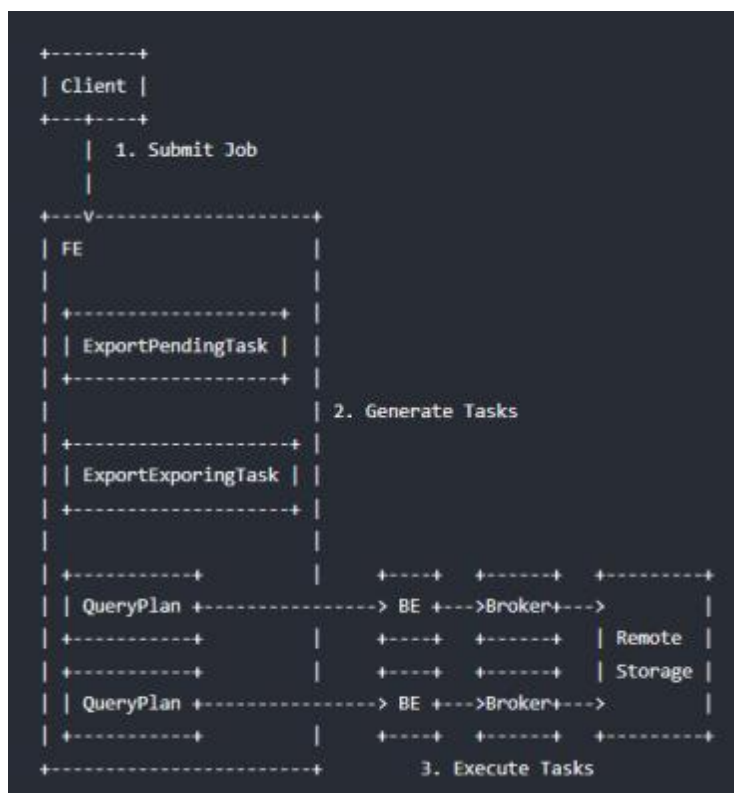 +--------+
| Client |
+---+----+
    |  1. Submit Job
    |
+---v--------------------+
| FE                     |
|                        |
| +-------------------+  |
| | ExportPendingTask |  |
| +-------------------+  |
|                        | 2. Generate Tasks
| +--------------------+ |
| | ExportExporingTask | |
| +--------------------+ |
|                        |
| +-----------+          |     +----+   +------+   +---------+
| | QueryPlan +----------------> BE +--->Broker+--->         |
| +-----------+          |     +----+   +------+   | Remote  |
| +-----------+          |     +----+   +------+   | Storage |
| | QueryPlan +----------------> BE +--->Broker+--->         |
| +-----------+          |     +----+   +------+   +---------+
+------------------------+         3. Execute Tasks